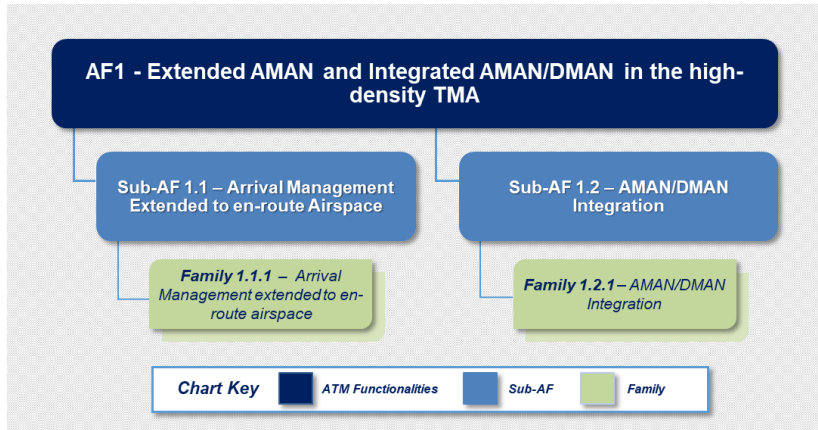 AF1 - Extended AMAN and Integrated AMAN/DMAN in the high-
density TMA
Sub-AF 1.1 – Arrival Management
Extended to en-route Airspace
Sub-AF 1.2 – AMAN/DMAN
Integration
Family 1.1.1 – Arrival
Management extended to en-
route airspace
Family 1.2.1 – AMAN/DMAN
Integration
Chart Key
ATM Functionalities
Sub-AF
Family